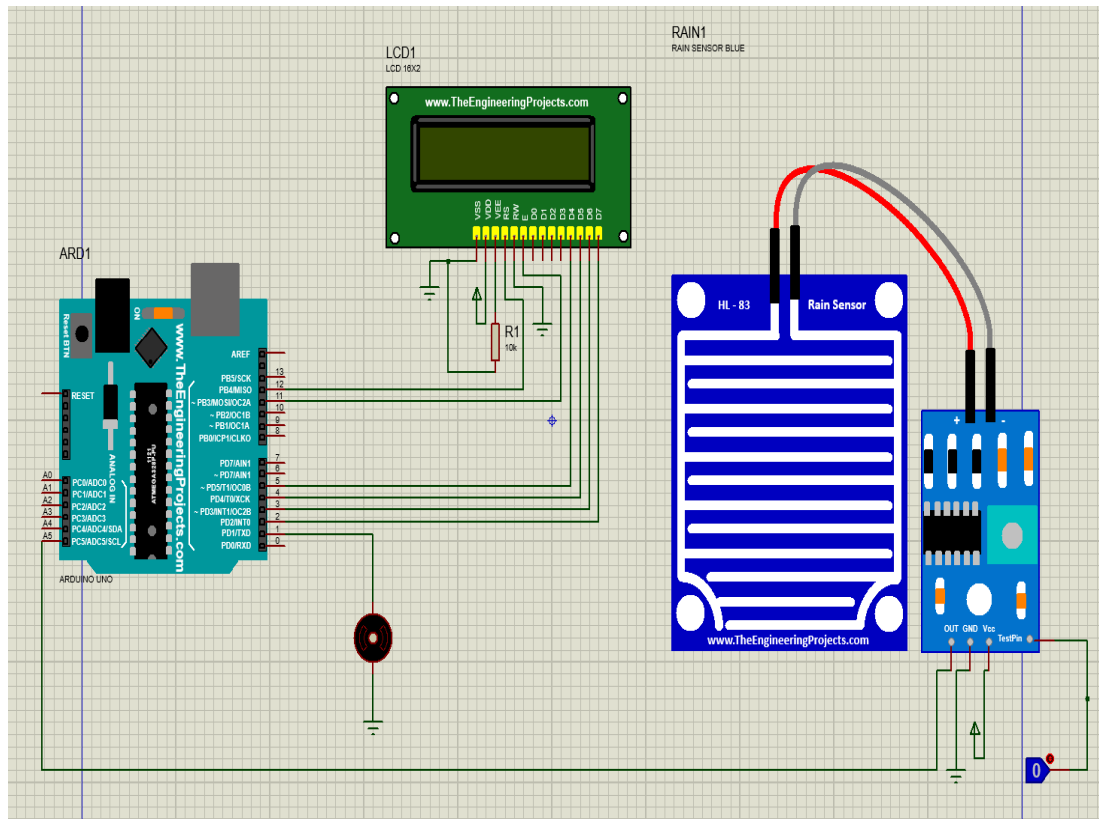 RAIN1
RAIN SENSOR BLUE
LCD1
LCD 16X2
www.TheEngineeringProjects.com
VSS
VDD
VEE
RS
RW
E
D0
D1
D2
D3
D4
D5
D6
D7
ARD1
Reset BTN
ON
www.TheEngineeringProjects.com
R1
10k
HL - 83
Rain Sensor
AREF
RESET
PB5/SCK 13
PB4/MISO 12
~ PB3/MOSI/OC2A 11
~ PB2/OC1B 10
~ PB1/OC1A 9
PB0/ICP1/CLKO 8
ANALOG IN
PD7/AIN1 7
~ PD7/AIN1 6
~ PD5/T1/OC0B 5
PD4/T0/XCK 4
~ PD3/INT1/OC2B 3
PD2/INT0 2
PD1/TXD 1
PD0/RXD 0
A0 PC0/ADC0
A1 PC1/ADC1
A2 PC2/ADC2
A3 PC3/ADC3
A4 PC4/ADC4/SDA
A5 PC5/ADC5/SCL
ARDUINO UNO
+ -
OUT GND Vcc TestPin
www.TheEngineeringProjects.com
0